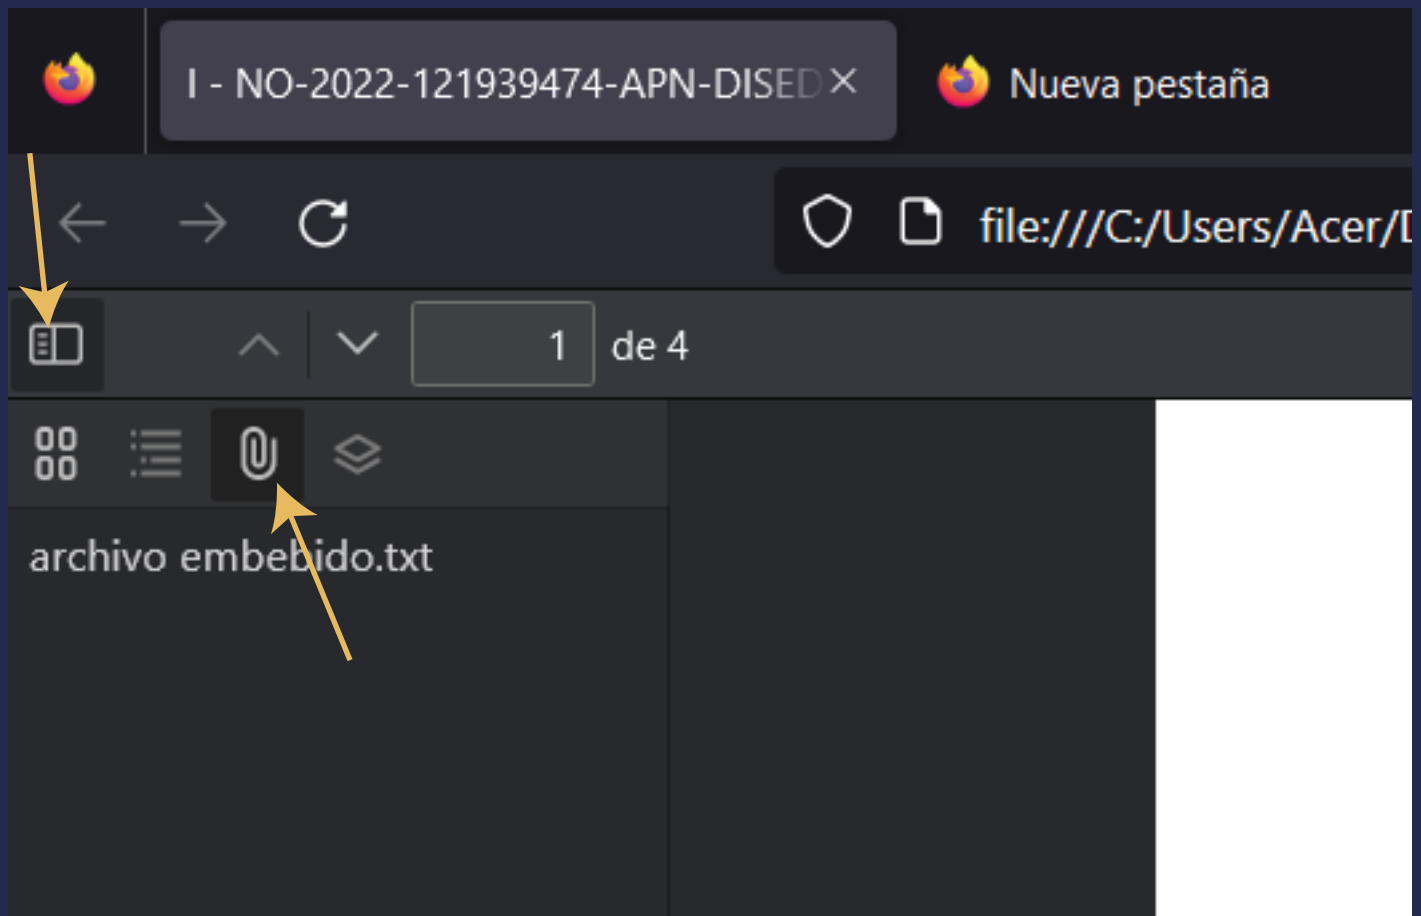 I - NO-2022-121939474-APN-DISED
Nueva pestaña
file:///C:/Users/Acer/D
1 de 4
archivo embebido.txt